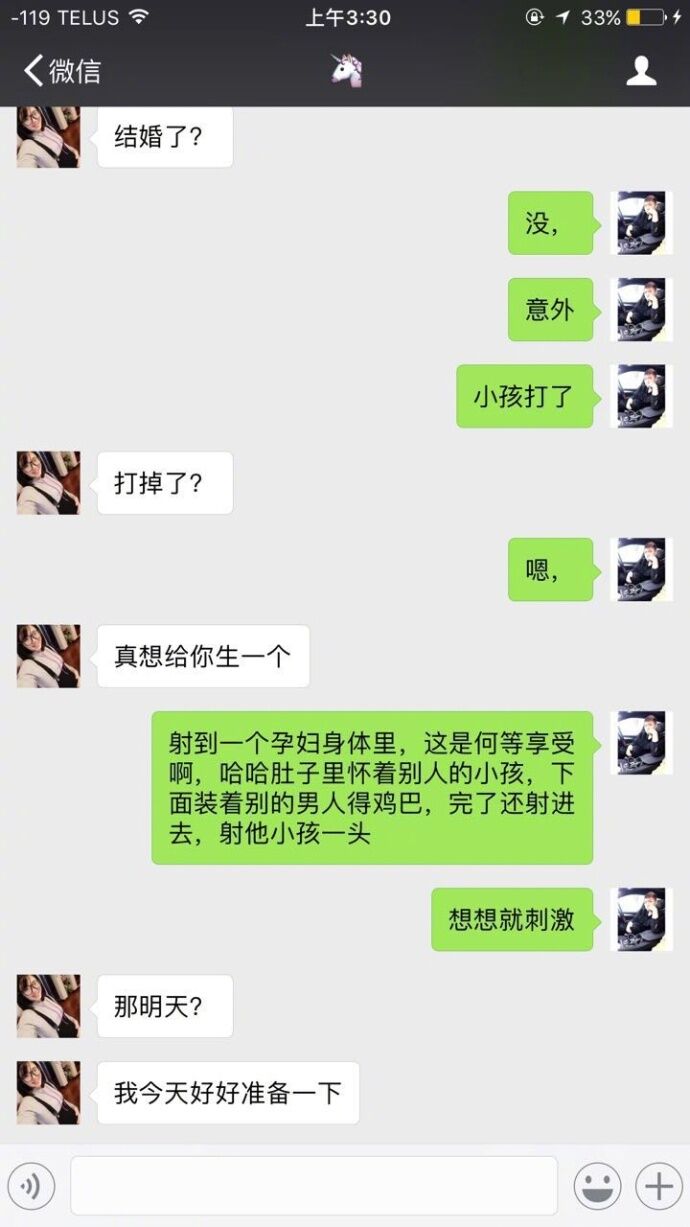 -119 TELUS 上午3:30 33%
微信
结婚了?
没,
意外
小孩打了
打掉了?
嗯,
真想给你生一个
射到一个孕妇身体里,这是何等享受
啊,哈哈肚子里怀着别人的小孩,下
面装着别的男人得鸡巴,完了还射进
去,射他小孩一头
想想就刺激
那明天?
我今天好好准备一下